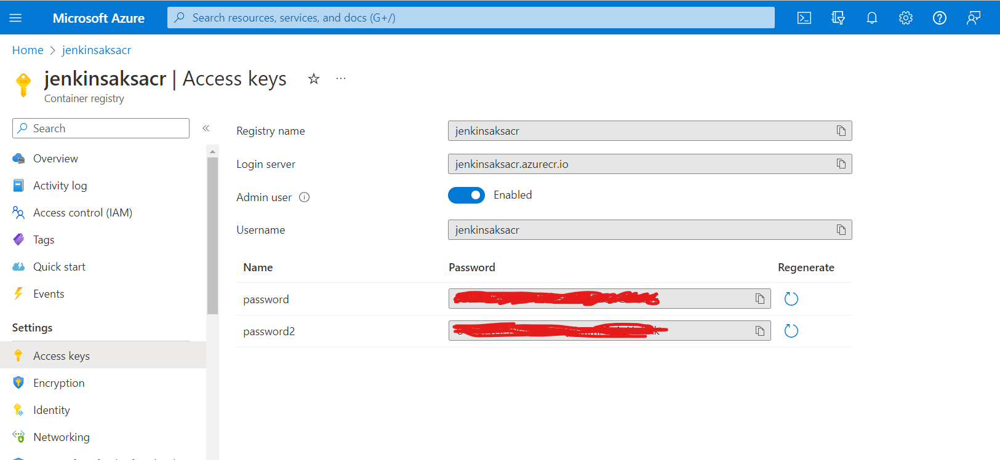 Microsoft Azure
Search resources, services, and docs (G+/)
Home > jenkinsaksacr
jenkinsaksacr | Access keys
Container registry
Search
«
Overview
Activity log
Access control (IAM)
Tags
Quick start
Events
Settings
Access keys
Encryption
Identity
Networking
Registry name
jenkinsaksacr
Login server
jenkinsaksacr.azurecr.io
Admin user
Enabled
Username
jenkinsaksacr
Name Password Regenerate
password
password2